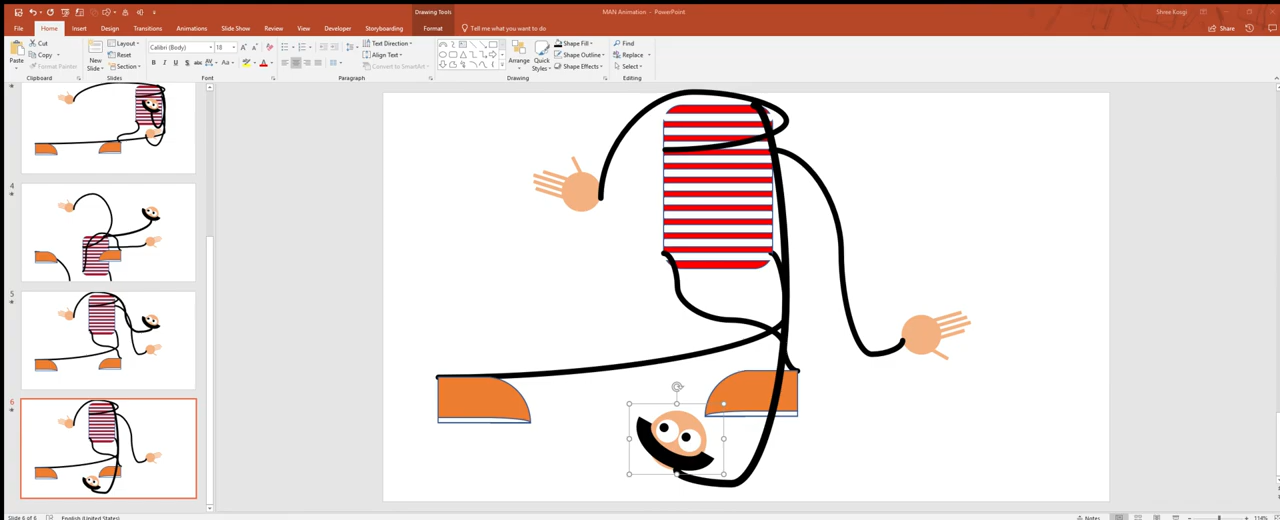 Drawing Tools
MAN Animation - PowerPoint
Shree Kosgi
File Home Insert Design Transitions Animations Slide Show Review View Developer Storyboarding Format Tell me what you want to do... Share
Paste
Cut
Copy
Format Painter
Clipboard
New Slide
Layout
Reset
Section
Slides
Calibri (Body) 18
B I U S abc AV Aa A
Font
Text Direction
Align Text
Convert to SmartArt
Paragraph
Arrange
Quick Styles
Shape Fill
Shape Outline
Shape Effects
Drawing
Find
Replace
Select
Editing
4
5
6
Slide 6 of 6 English (United States) Notes 114%